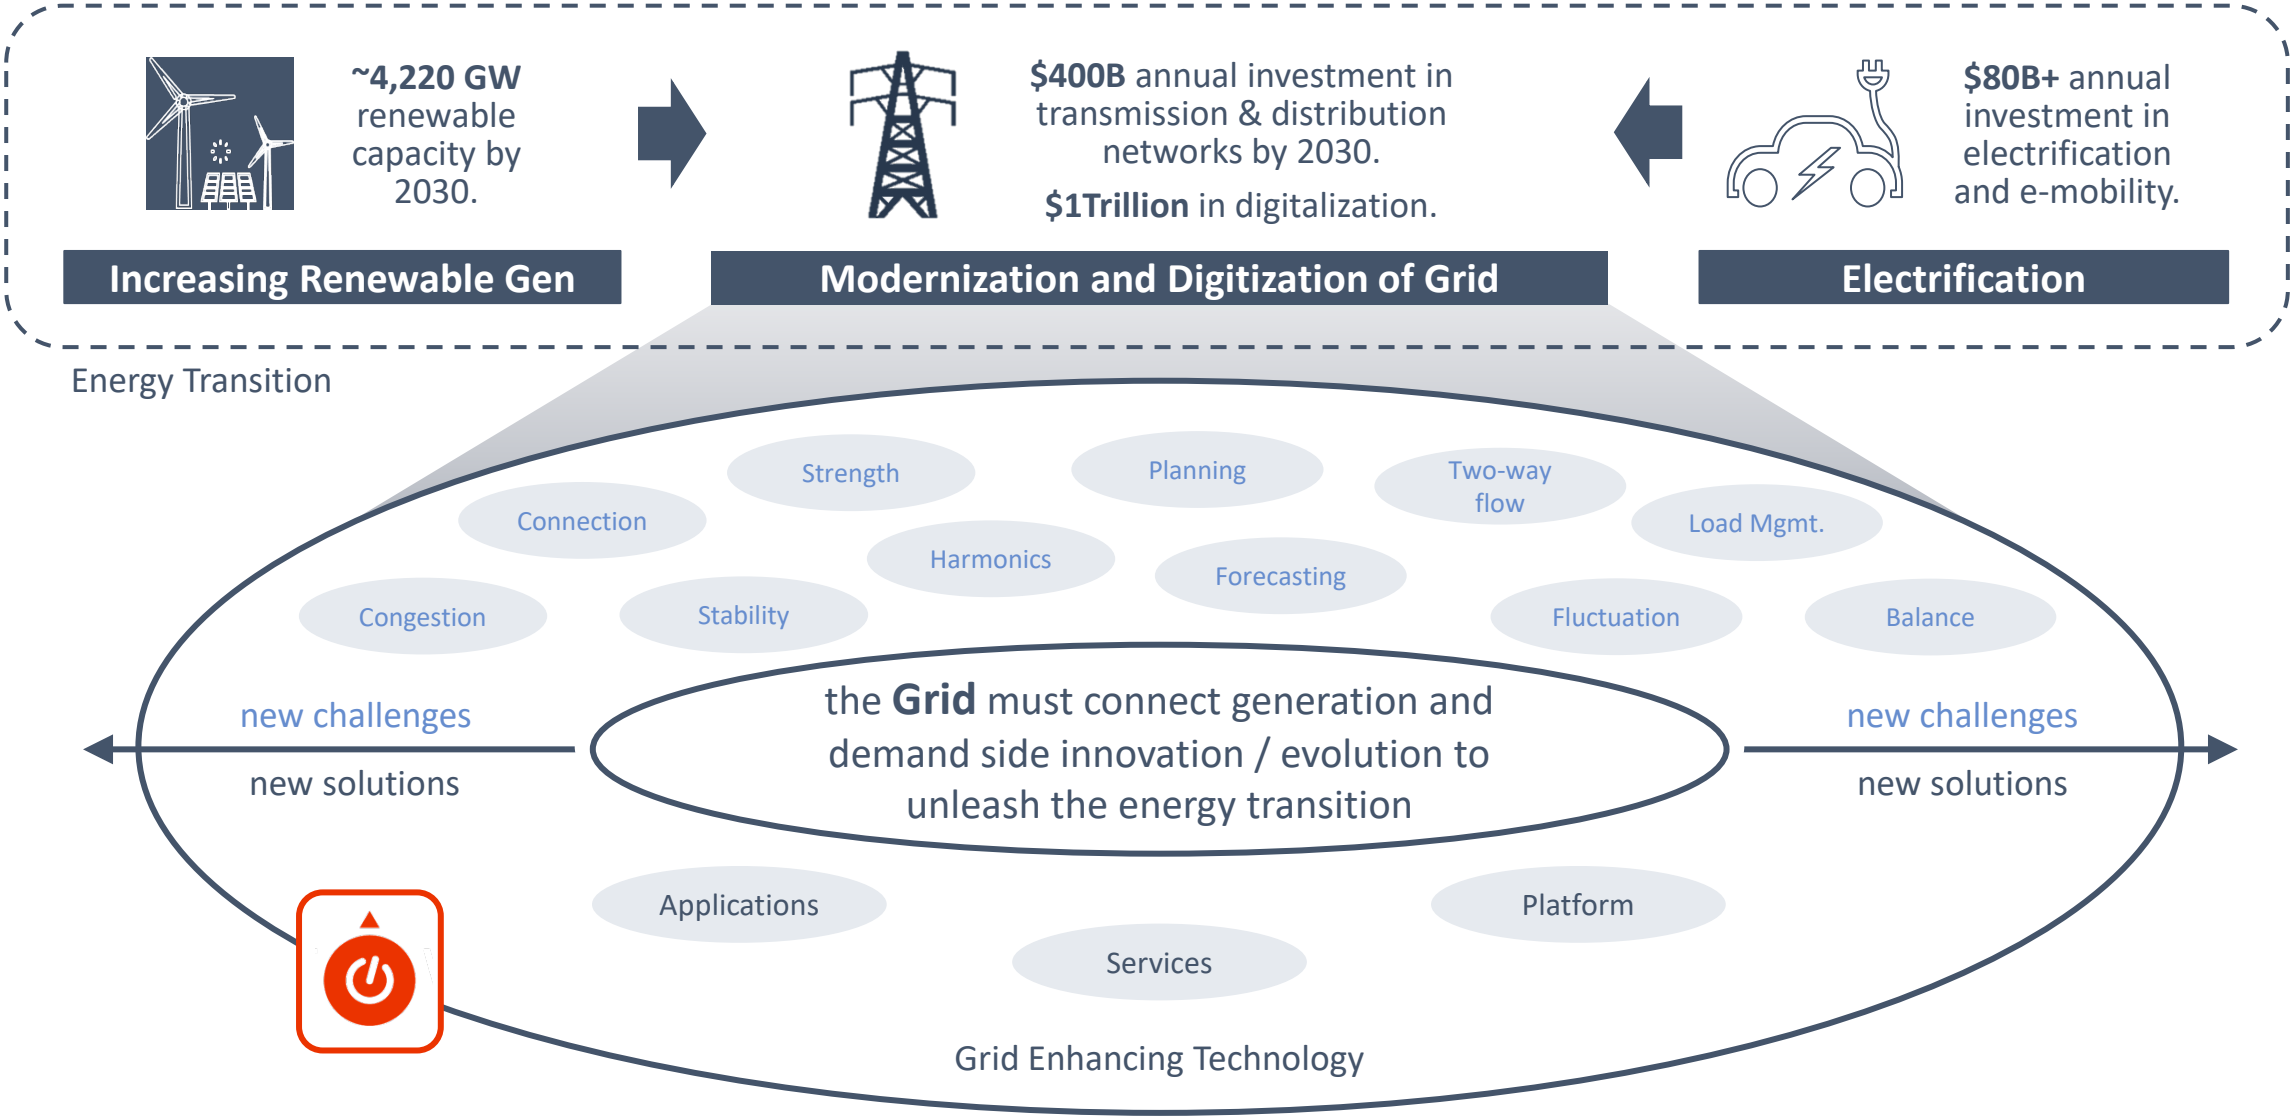 ~4,220 GW
renewable
capacity by
2030.
$400B annual investment in
transmission & distribution
networks by 2030.
$1Trillion in digitalization.
$80B+ annual
investment in
electrification
and e-mobility.
Increasing Renewable Gen
Modernization and Digitization of Grid
Electrification
Energy Transition
Strength
Planning
Two-way
flow
Connection
Load Mgmt.
Harmonics
Forecasting
Congestion
Stability
Fluctuation
Balance
new challenges
new solutions
the Grid must connect generation and
demand side innovation / evolution to
unleash the energy transition
new challenges
new solutions
Applications
Platform
Services
Grid Enhancing Technology